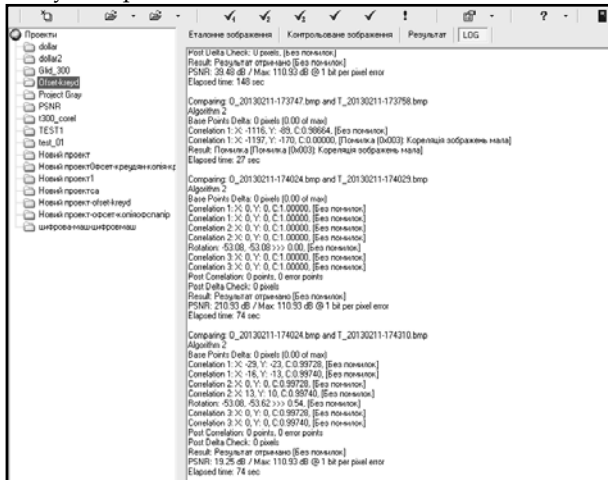 Проекти
dollar
dollar2
Glid_300
Ofset-kreyd
Project Gray
PSNR
t300_corel
TEST1
test_01
Новий проект
Новий проект0фсет-креудян-копія-кр
Новий проект1
Новий проектса
Новий проект-ofset-kreyd
Новий проект-офсет-копіюофспапір
цифрова-маш-цифровмаш
Еталонне зображення Контрольоване зображення Результат LOG
Post Delta Check: 0 pixels, [Без помилок.]
Result: Результат отримано [Без помилок.]
PSNR: 39.48 dB / Max: 110.93 dB @ 1 bit per pixel error
Elapsed time: 148 sec
Comparing: O_20130211-173747.bmp and T_20130211-173758.bmp
Algorithm 2
Base Points Delta: 0 pixels (0.00 of max)
Correlation 1: X: -1116, Y: -89, C:0.98664, [Без помилок.]
Correlation 1: X: -1197, Y: -170, C:0.00000, [Помилка (0x003): Кореляція зображень мала]
Result: Помилка [Помилка (0x003): Кореляція зображень мала]
Elapsed time: 27 sec
Comparing: O_20130211-174024.bmp and T_20130211-174029.bmp
Algorithm 2
Base Points Delta: 0 pixels (0.00 of max)
Correlation 1: X: 0, Y: 0, C:1.00000, [Без помилок.]
Correlation 1: X: 0, Y: 0, C:1.00000, [Без помилок.]
Correlation 2: X: 0, Y: 0, C:1.00000, [Без помилок.]
Correlation 2: X: 0, Y: 0, C:1.00000, [Без помилок.]
Rotation: -53.08, -53.08 >>> 0.00, [Без помилок.]
Correlation 3: X: 0, Y: 0, C:1.00000, [Без помилок.]
Correlation 3: X: 0, Y: 0, C:1.00000, [Без помилок.]
Post Correlation: 0 points, 0 error points
Post Delta Check: 0 pixels
Result: Результат отримано [Без помилок.]
PSNR: 210.93 dB / Max: 110.93 dB @ 1 bit per pixel error
Elapsed time: 74 sec
Comparing: O_20130211-174024.bmp and T_20130211-174310.bmp
Algorithm 2
Base Points Delta: 0 pixels (0.00 of max)
Correlation 1: X: -29, Y: -23, C:0.99728, [Без помилок.]
Correlation 1: X: -16, Y: -13, C:0.99740, [Без помилок.]
Correlation 2: X: 0, Y: 0, C:0.99728, [Без помилок.]
Correlation 2: X: 13, Y: 10, C:0.99740, [Без помилок.]
Rotation: -53.08, -53.62 >>> 0.54, [Без помилок.]
Correlation 3: X: 0, Y: 0, C:0.99728, [Без помилок.]
Correlation 3: X: 0, Y: 0, C:0.99740, [Без помилок.]
Post Correlation: 0 points, 0 error points
Post Delta Check: 0 pixels
Result: Результат отримано [Без помилок.]
PSNR: 19.25 dB / Max: 110.93 dB @ 1 bit per pixel error
Elapsed time: 74 sec